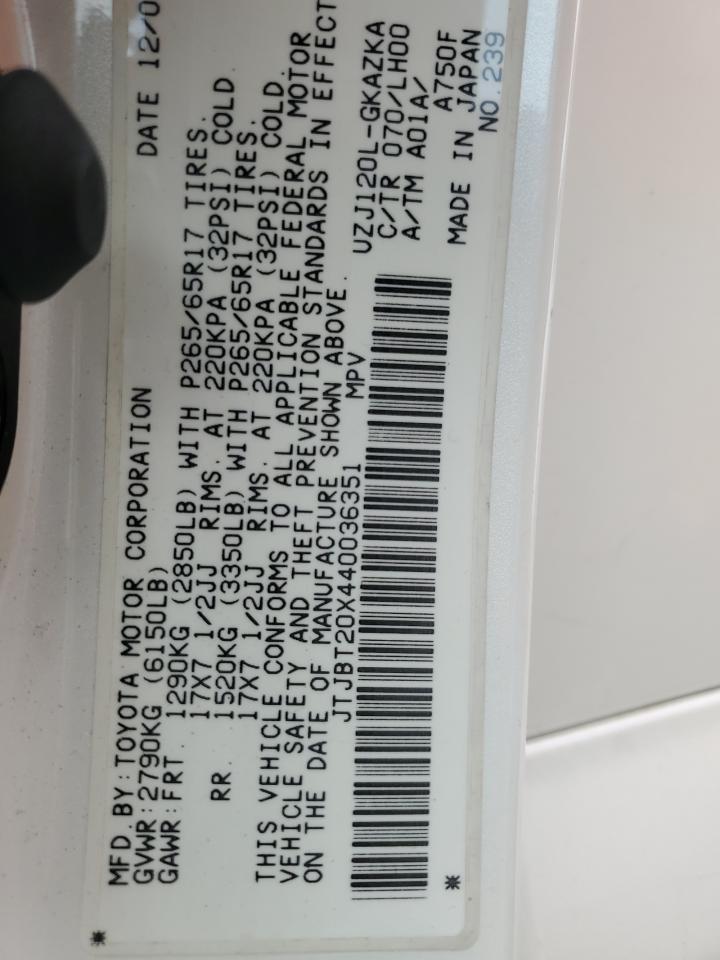 MFD.BY:TOYOTA MOTOR CORPORATION DATE 12/0
GVWR:2790KG (6150LB)
GAWR:FRT. 1290KG (2850LB) WITH P265/65R17 TIRES.
17X7 1/2JJ RIMS. AT 220KPA (32PSI) COLD
RR. 1520KG (3350LB) WITH P265/65R17 TIRES.
17X7 1/2JJ RIMS. AT 220KPA (32PSI) COLD.
THIS VEHICLE CONFORMS TO ALL APPLICABLE FEDERAL MOTOR
VEHICLE SAFETY AND THEFT PREVENTION STANDARDS IN EFFECT
ON THE DATE OF MANUFACTURE SHOWN ABOVE.
JTJBT20X440036351 MPV
UZJ120L-GKAZKA
C/TR 070/LH00
A/TM A01A/
A750F
MADE IN JAPAN
NO.239